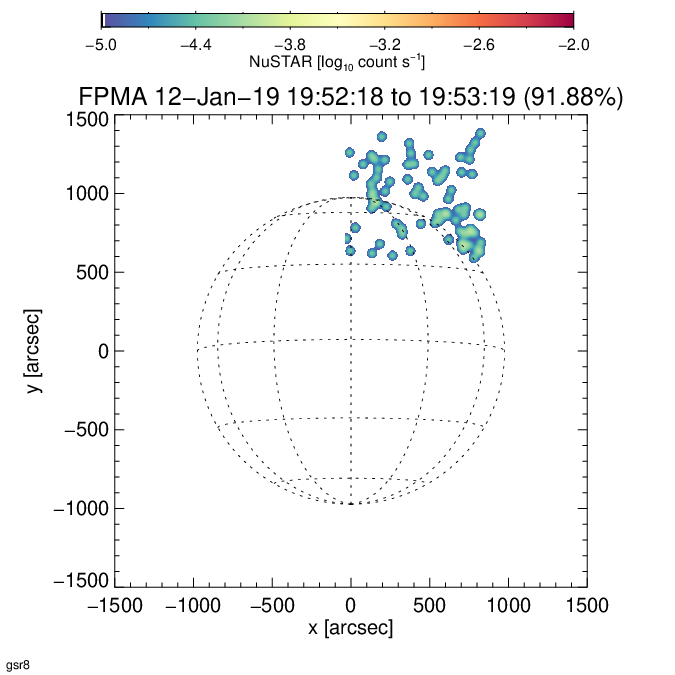 −5.0 −4.4 −3.8 −3.2 −2.6 −2.0
NuSTAR [log10 count s−1]
FPMA 12−Jan−19 19:52:18 to 19:53:19 (91.88%)
1500
1000
500
0
−500
−1000
−1500
y [arcsec]
−1500 −1000 −500 0 500 1000 1500
x [arcsec]
gsr8